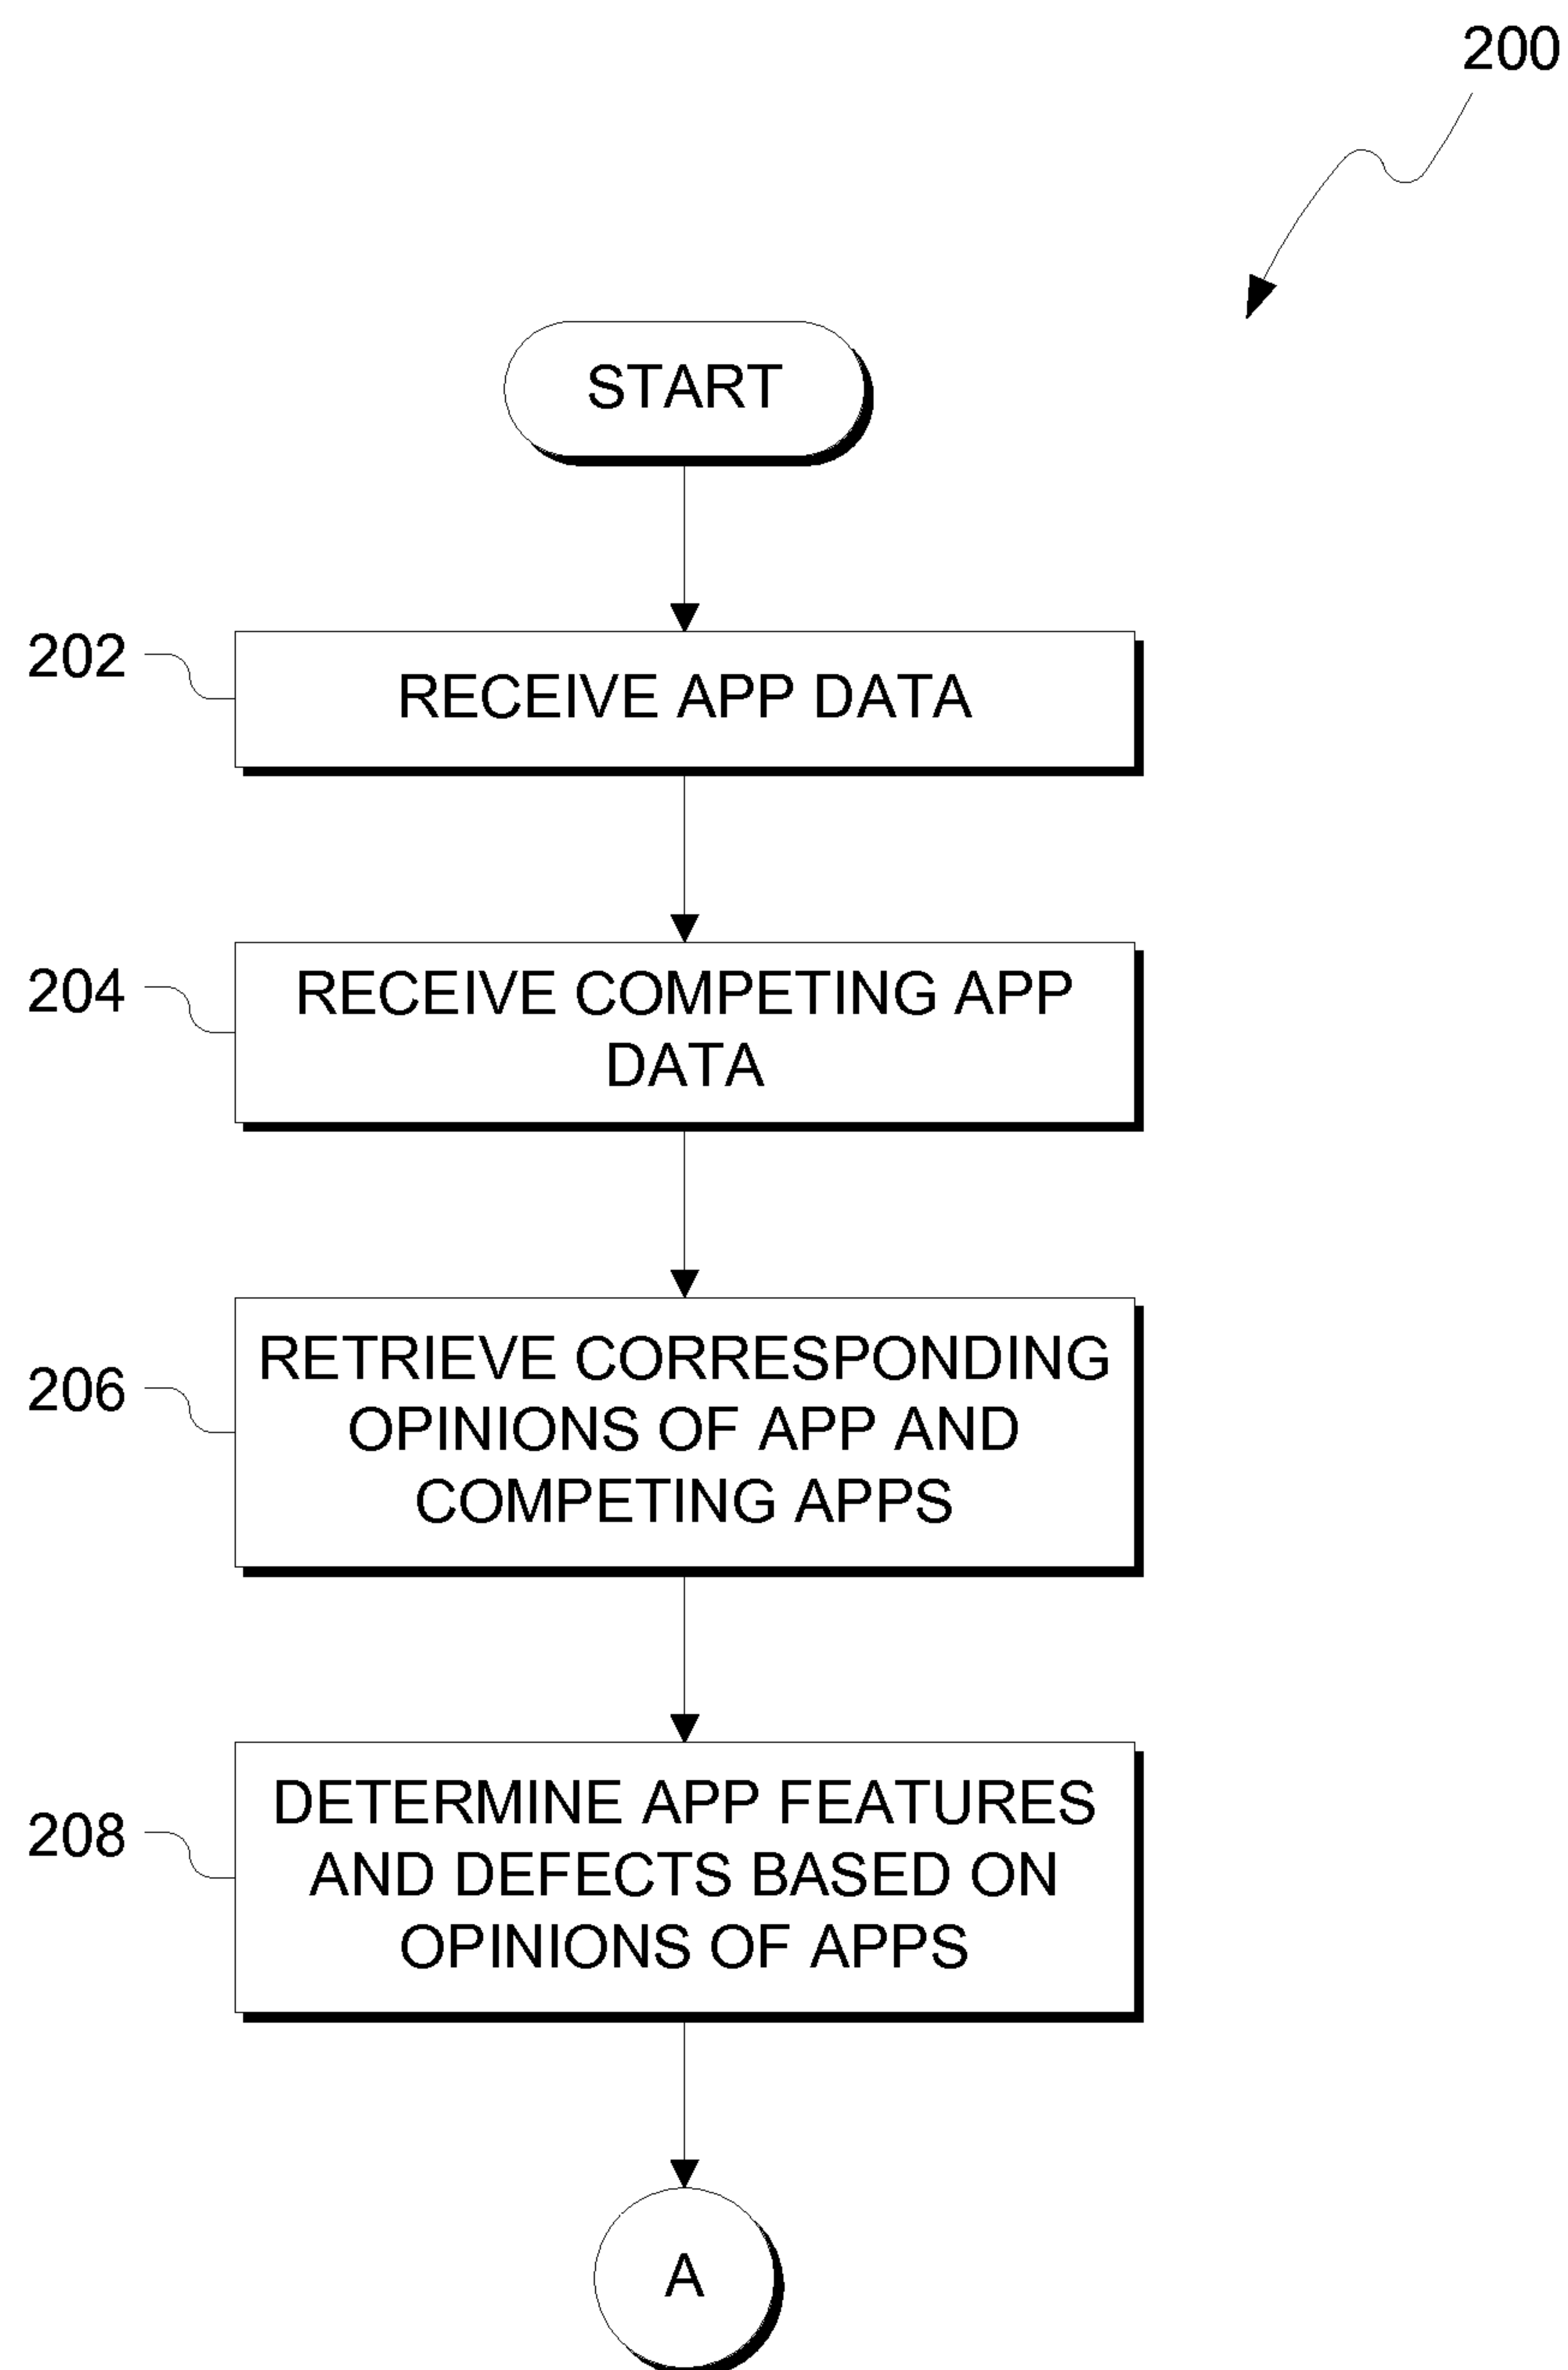 200
START
202
RECEIVE APP DATA
204
RECEIVE COMPETING APP
DATA
206
RETRIEVE CORRESPONDING
OPINIONS OF APP AND
COMPETING APPS
208
DETERMINE APP FEATURES
AND DEFECTS BASED ON
OPINIONS OF APPS
A